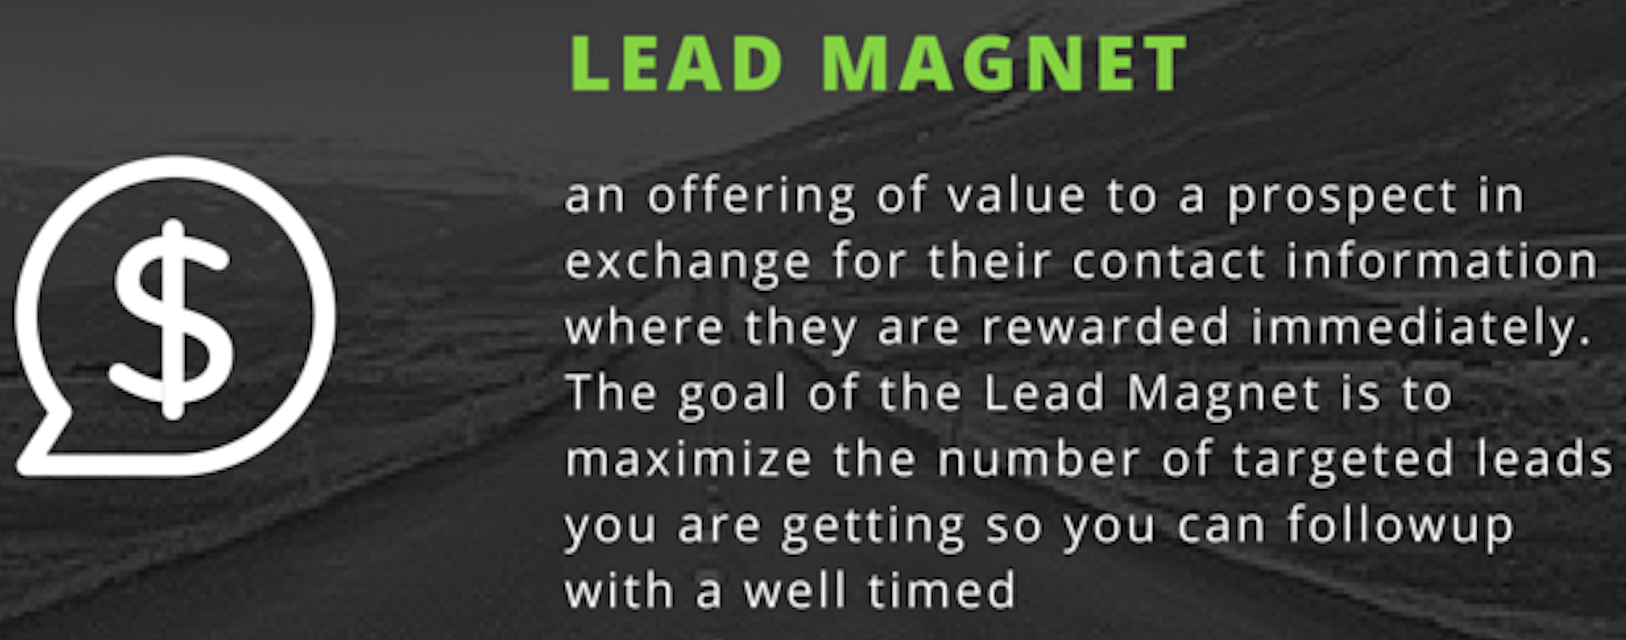 LEAD MAGNET
an offering of value to a prospect in
exchange for their contact information
where they are rewarded immediately.
The goal of the Lead Magnet is to
maximize the number of targeted leads
you are getting so you can followup
with a well timed